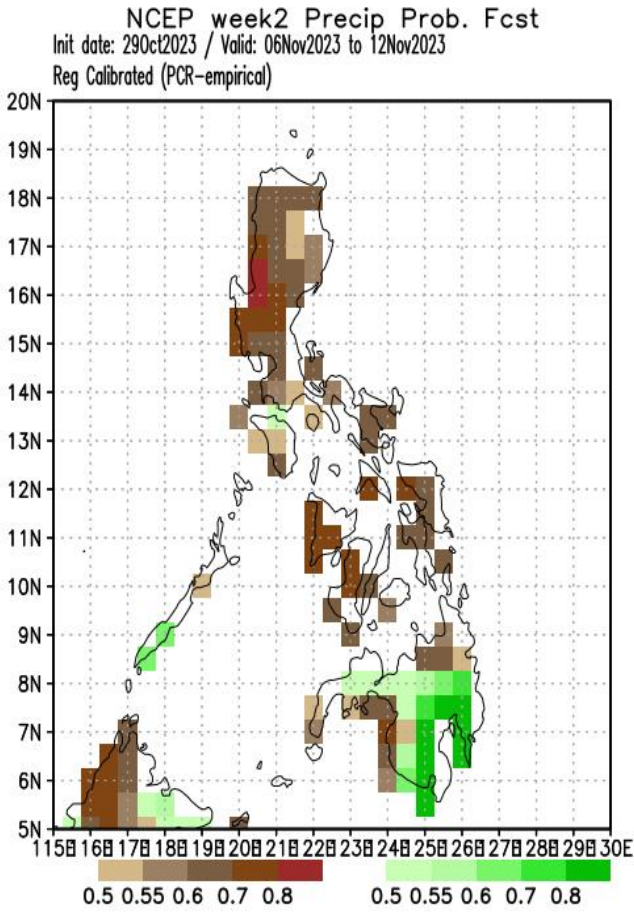 NCEP week2 Precip Prob. Fcst
Init date: 29Oct2023 / Valid: 06Nov2023 to 12Nov2023
Reg Calibrated (PCR-empirical)
20N
19N
18N
17N
16N
15N
14N
13N
12N
11N
10N
9N
8N
7N
6N
5N
115E 116E 117E 118E 119E 120E 121E 122E 123E 124E 125E 126E 127E 128E 129E 130E
0.5 0.55 0.6 0.7 0.8 0.5 0.55 0.6 0.7 0.8